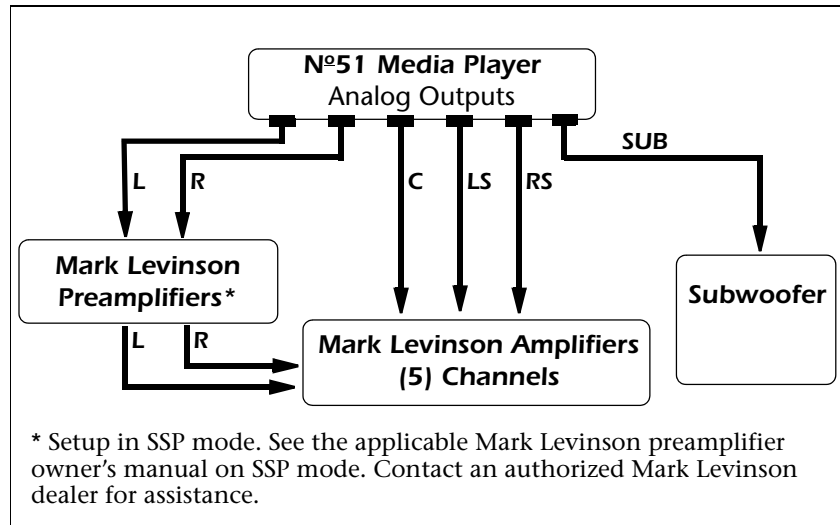 Nº51 Media Player
Analog Outputs
L
R
C
LS
RS
SUB
Mark Levinson
Preamplifiers*
Subwoofer
L
R
Mark Levinson Amplifiers
(5) Channels
* Setup in SSP mode. See the applicable Mark Levinson preamplifier
owner's manual on SSP mode. Contact an authorized Mark Levinson
dealer for assistance.